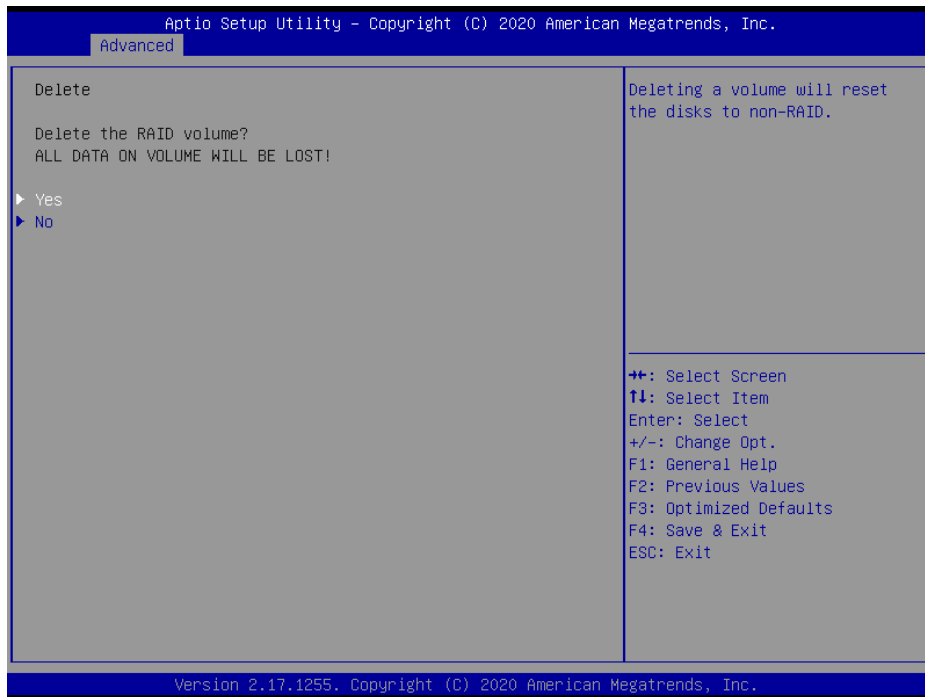 Aptio Setup Utility – Copyright (C) 2020 American Megatrends, Inc.
Advanced
Delete
Delete the RAID volume?
ALL DATA ON VOLUME WILL BE LOST!
Yes
No
Deleting a volume will reset
the disks to non-RAID.
→←: Select Screen
↑↓: Select Item
Enter: Select
+/-: Change Opt.
F1: General Help
F2: Previous Values
F3: Optimized Defaults
F4: Save & Exit
ESC: Exit
Version 2.17.1255. Copyright (C) 2020 American Megatrends, Inc.